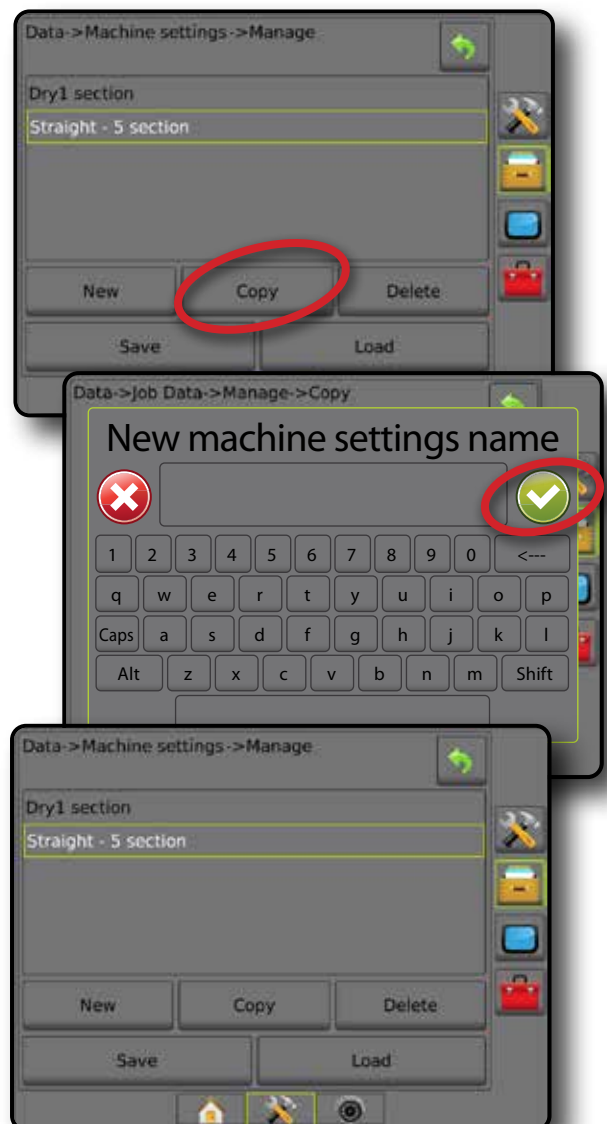 Data->Machine settings->Manage
Dry1 section
Straight - 5 section
New Copy Delete
Save Load
Data->Job Data->Manage->Copy
New machine settings name
1 2 3 4 5 6 7 8 9 0 <---
q w e r t y u i o p
Caps a s d f g h j k l
Alt z x c v b n m Shift
Data->Machine settings->Manage
Dry1 section
Straight - 5 section
New Copy Delete
Save Load